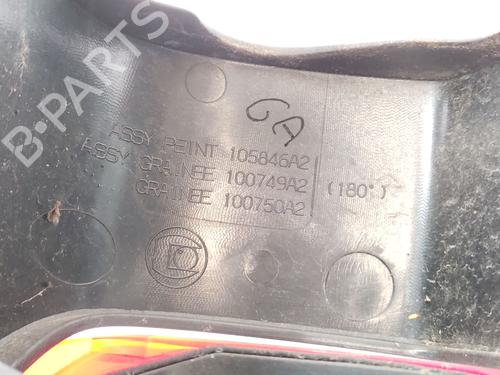 GA
ASSY PEINT 105846A2
ASSY GRAINEE 100749A2
GRAINEE 100750A2
(180°)
B-PARTS